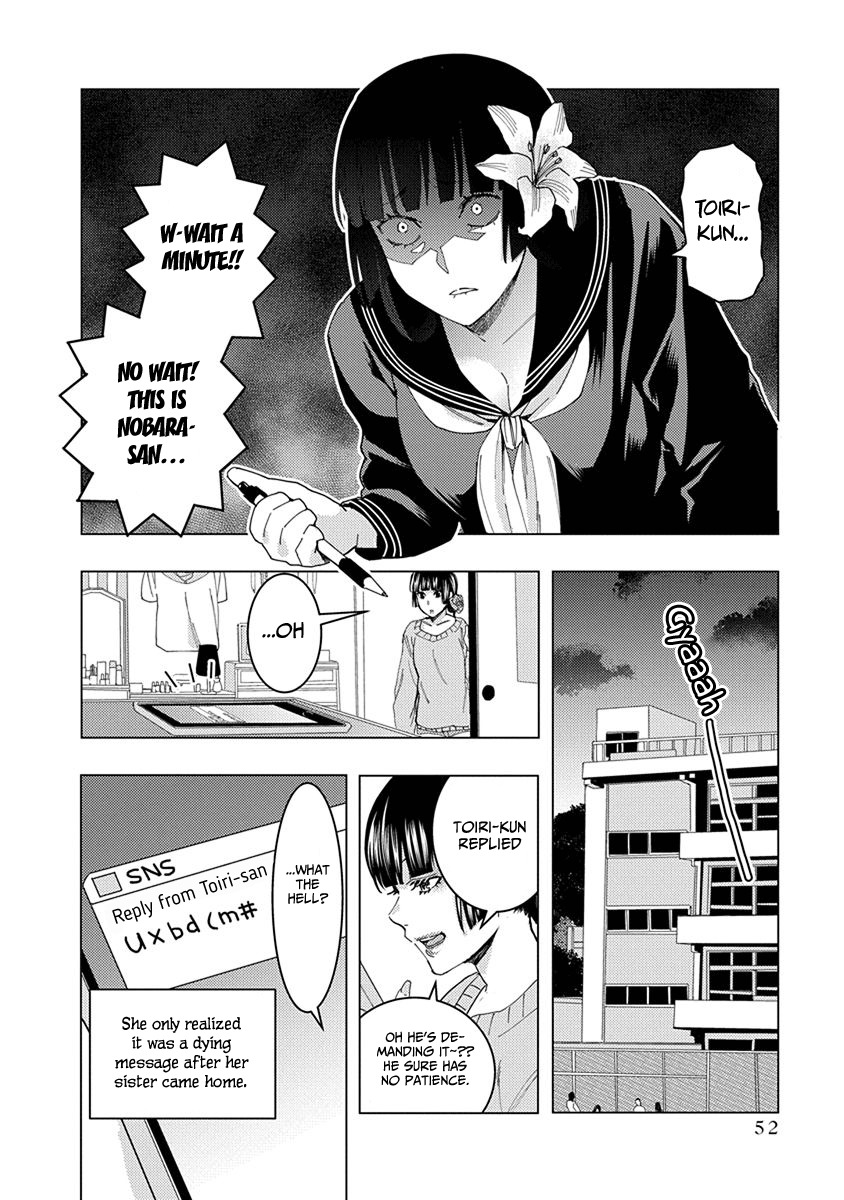 TOIRI-
KUN...
W-WAIT A
MINUTE!!
NO WAIT!
THIS IS
NOBARA-
SAN...
Gyaaah
...OH
TOIRI-KUN
REPLIED
OH HE'S DE-
MANDING IT~??
HE SURE HAS
NO PATIENCE.
...WHAT
THE
HELL?
SNS
Reply from Toiri-san
uxbd(m#
She only realized
it was a dying
message after her
sister came home.
52